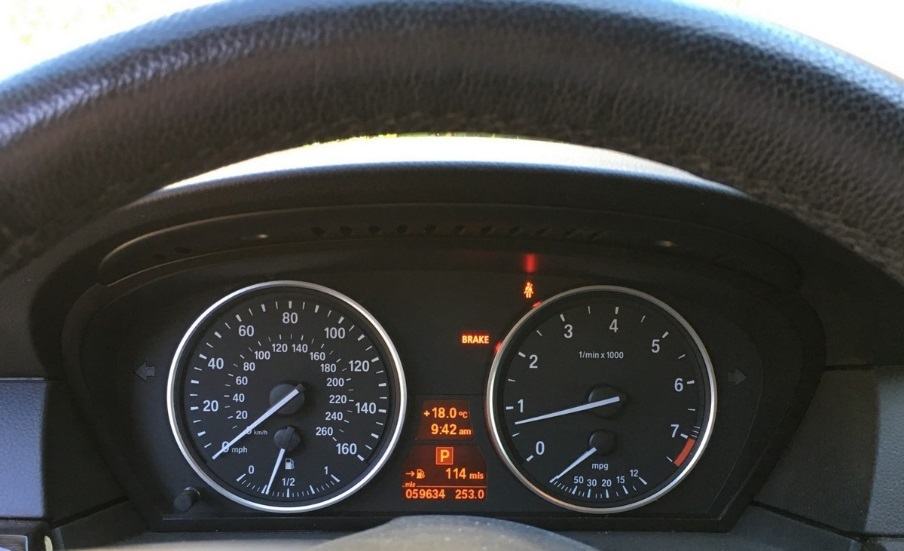 20 40 60 80 100 120 140 160
20 40 60 80 100 120 140 160 180 200 220 240 260
0 km/h
0 mph
0 1/2 1
BRAKE
+18.0 °C
9:42 am
P
114 mls
mls
059634 253.0
0 1 2 3 4 5 6 7
1/min x 1000
mpg
50 30 20 15 12